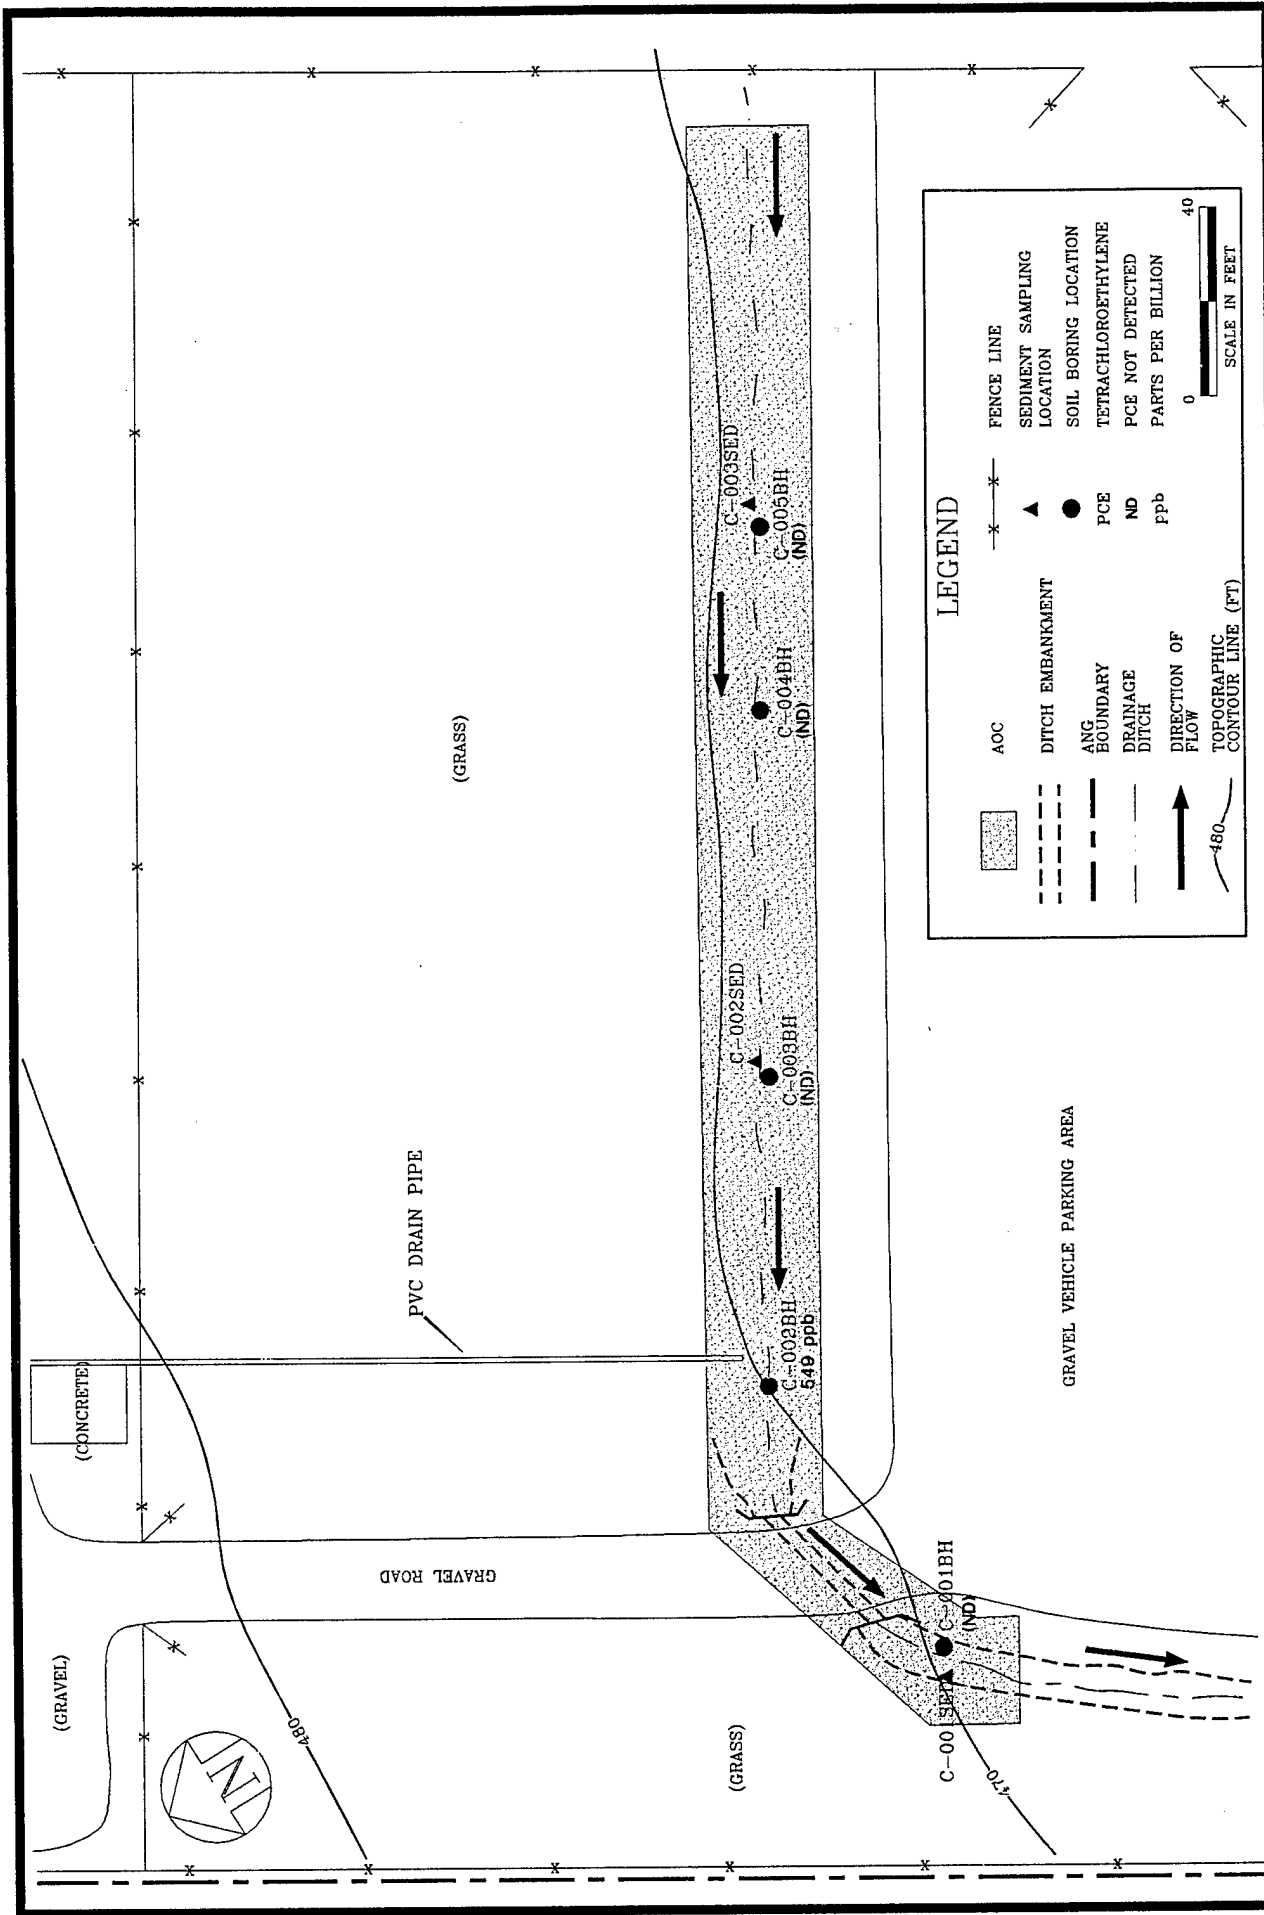 (GRAVEL)
GRAVEL ROAD
(CONCRETE)
PVC DRAIN PIPE
(GRASS)
(GRASS)
480
470
N
C-001SED
C-001BH
(ND)
C-002BH
549 ppb
C-002SED
C-003BH
(ND)
C-004BH
(ND)
C-003SED
C-005BH
(ND)
GRAVEL VEHICLE PARKING AREA
LEGEND
AOC
DITCH EMBANKMENT
ANG
BOUNDARY
DRAINAGE
DITCH
DIRECTION OF
FLOW
480
TOPOGRAPHIC
CONTOUR LINE (FT)
FENCE LINE
SEDIMENT SAMPLING
LOCATION
SOIL BORING LOCATION
PCE TETRACHLOROETHYLENE
ND PCE NOT DETECTED
ppb PARTS PER BILLION
0 40
SCALE IN FEET